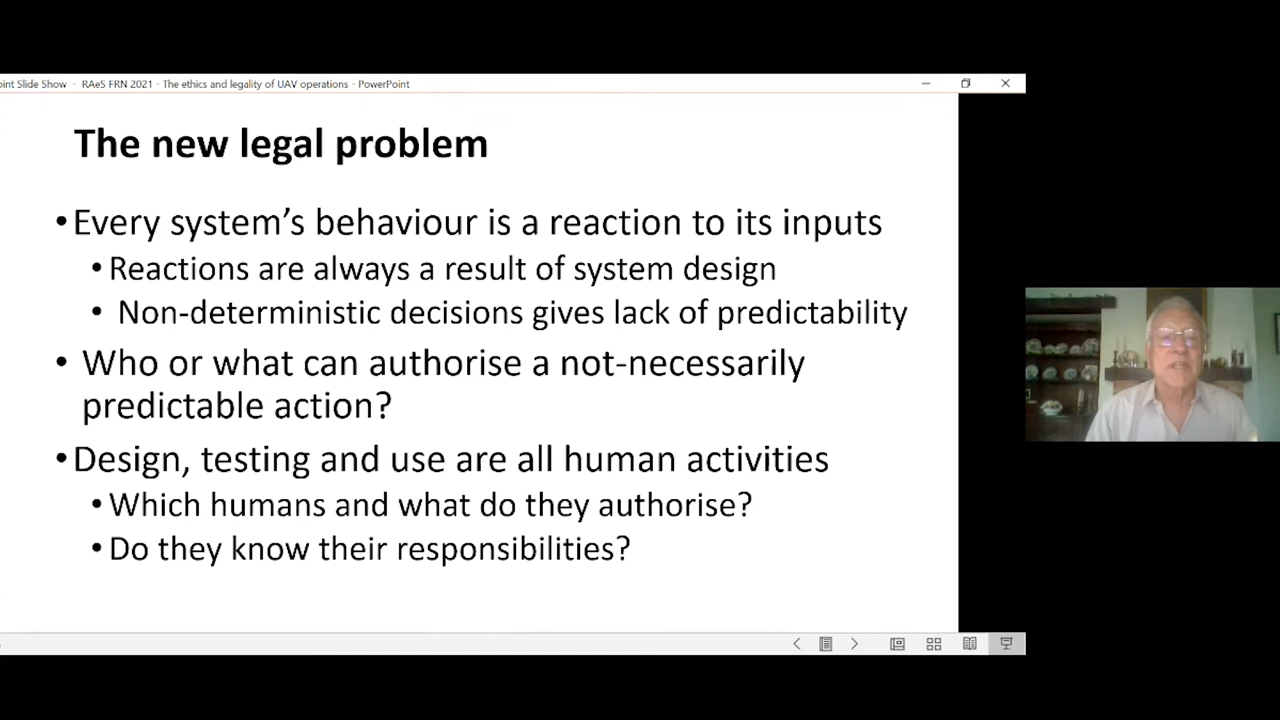 oint Slide Show - RAeS FRN 2021 - The ethics and legality of UAV operations - PowerPoint
The new legal problem
•Every system’s behaviour is a reaction to its inputs
•Reactions are always a result of system design
• Non-deterministic decisions gives lack of predictability
• Who or what can authorise a not-necessarily
predictable action?
•Design, testing and use are all human activities
•Which humans and what do they authorise?
•Do they know their responsibilities?